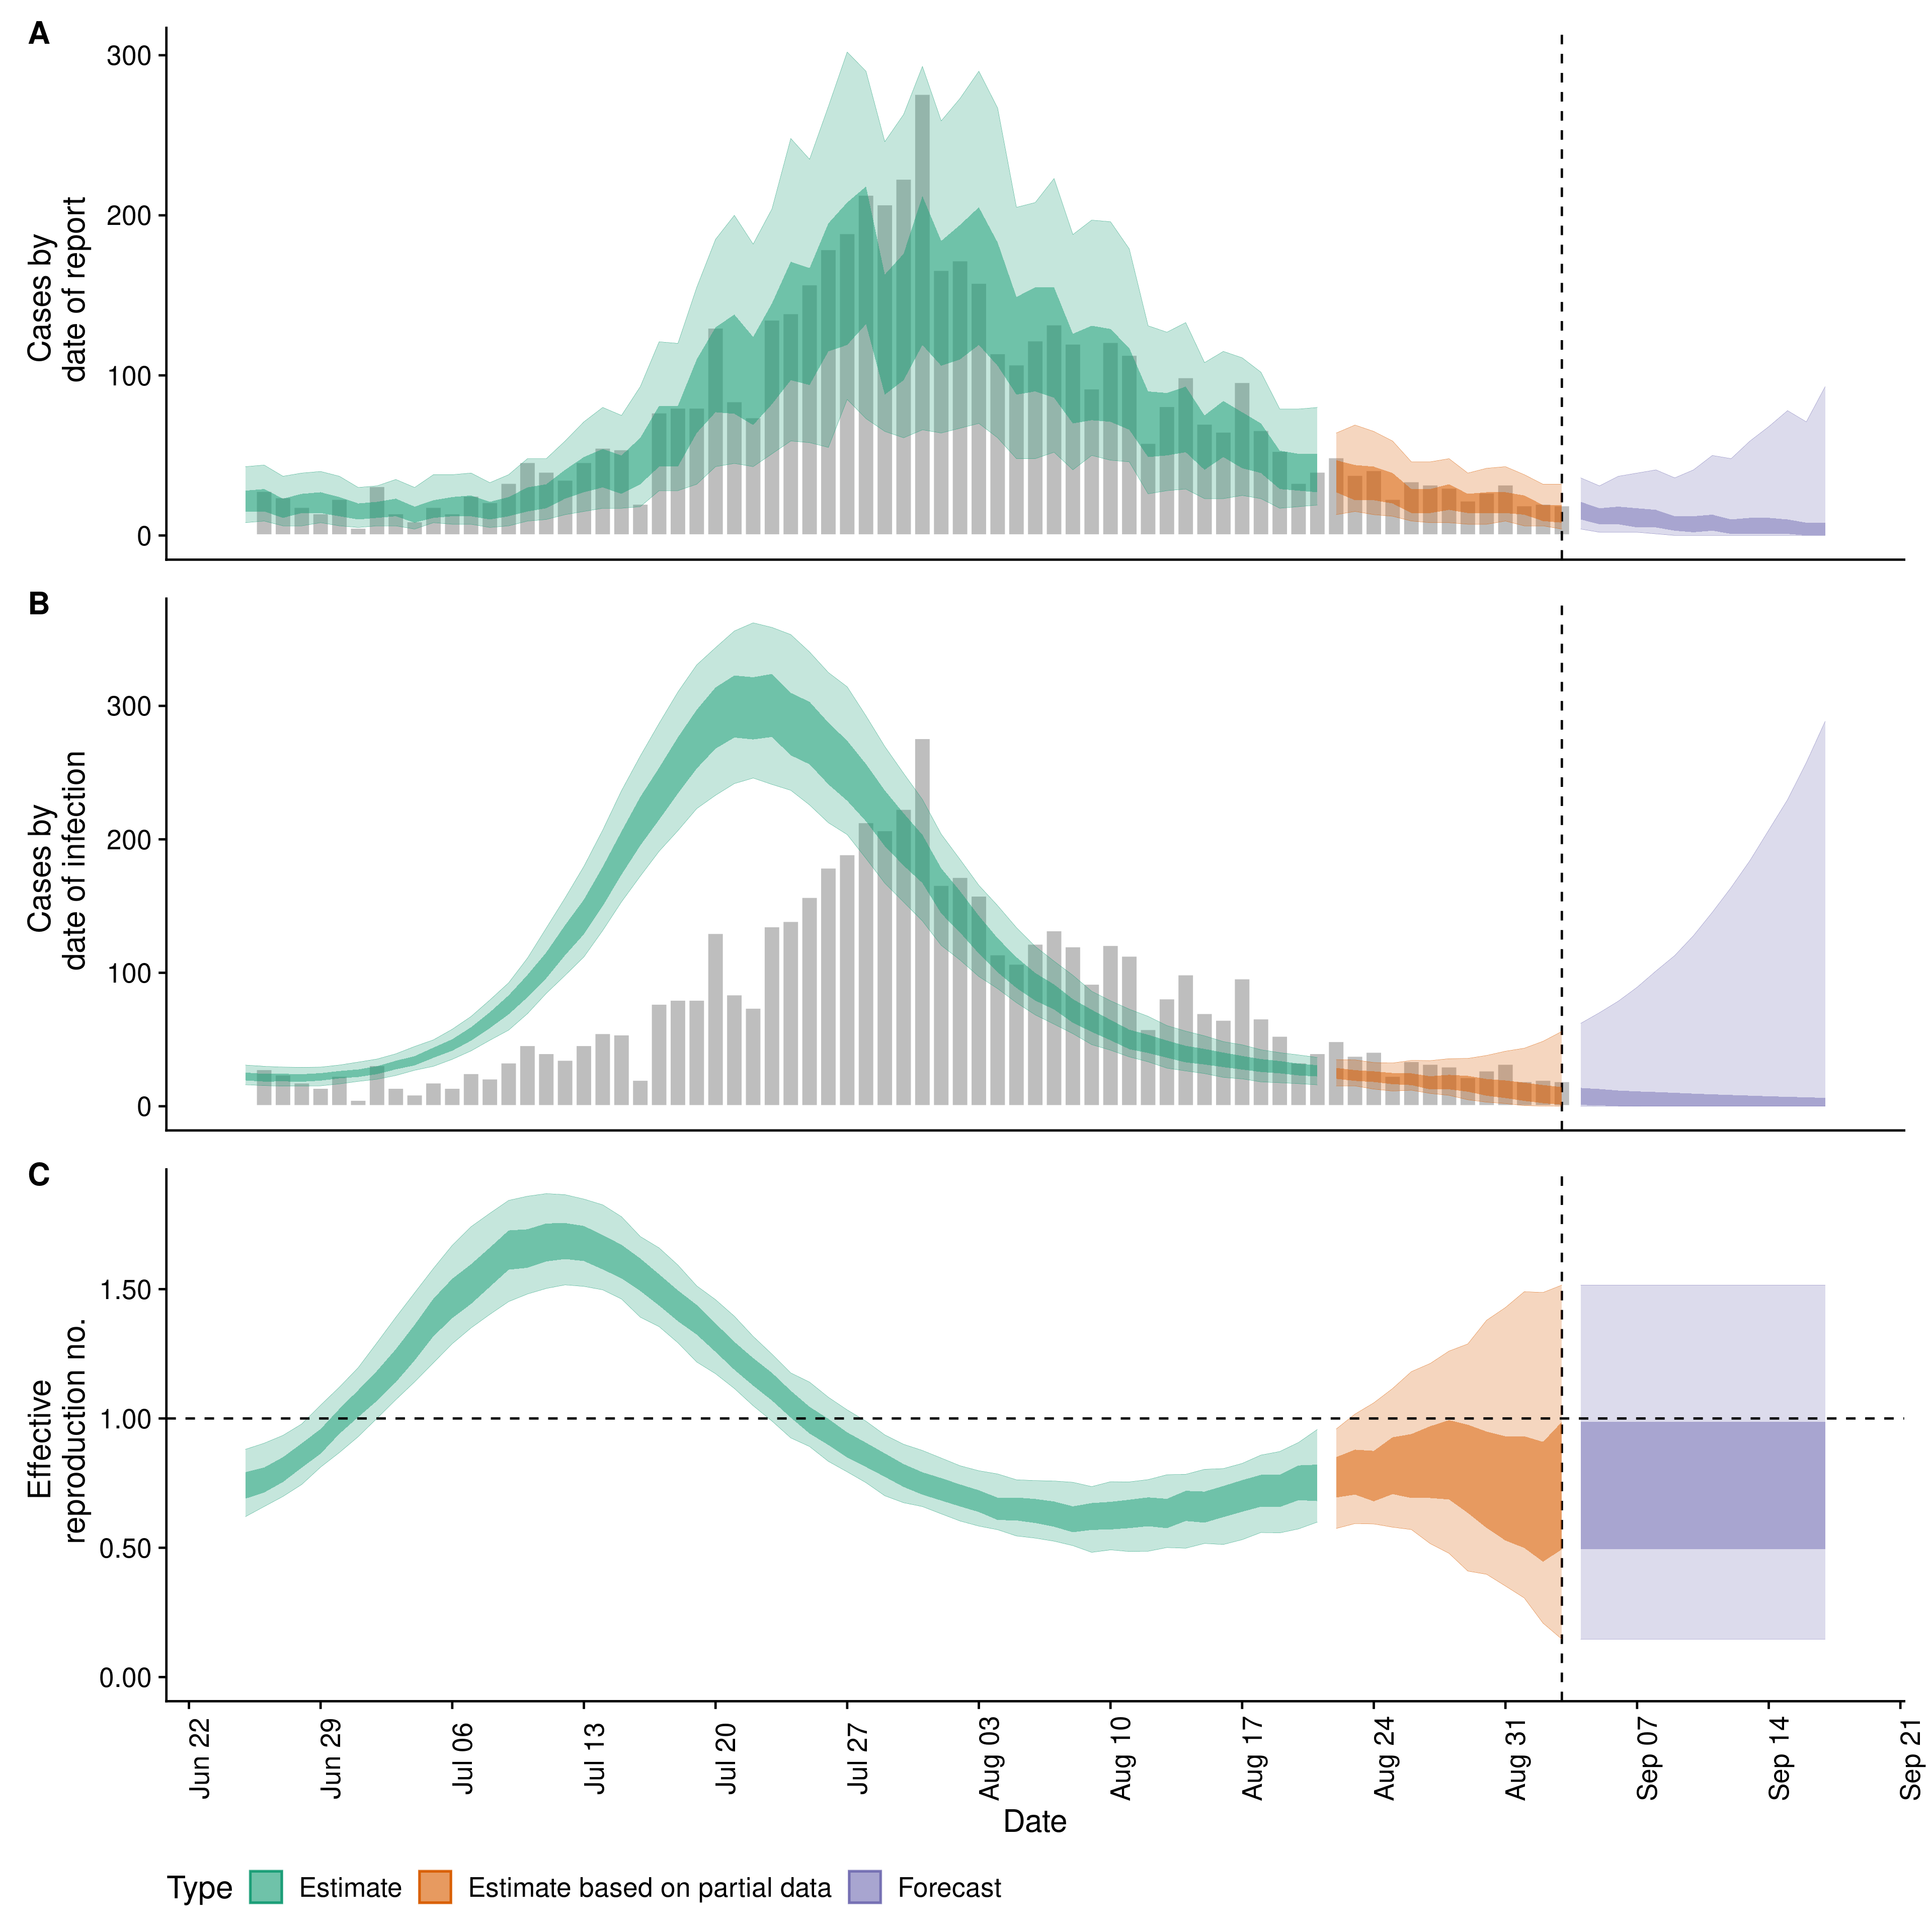 A
Cases by
date of report
300
200
100
0
B
Cases by
date of infection
300
200
100
0
C
Effective
reproduction no.
1.50
1.00
0.50
0.00
Jun 22
Jun 29
Jul 06
Jul 13
Jul 20
Jul 27
Aug 03
Aug 10
Aug 17
Aug 24
Aug 31
Sep 07
Sep 14
Sep 21
Date
Type Estimate Estimate based on partial data Forecast